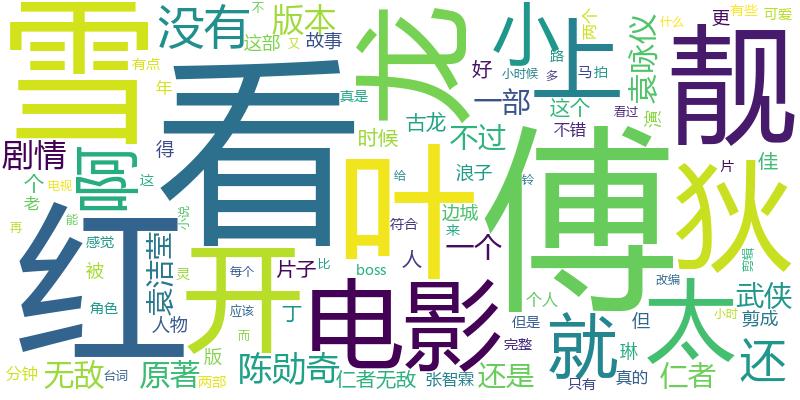 雪
没有
版本
这部
不
又
故事
龙
小
上
两个
有些
更
什么
可爱
靓
有点
年
真是
好
小时候
路
多
马
拍
袁咏仪
演
看过
看
一部
这个
不错
古龙
时候
不过
剧情
得
啊
叶
傅
狄
片
佳
个
老
电视
这
小说
给
浪子
边城
来
铃
红
再
能
感觉
被
角色
人物
袁洁莹
灵
开
每个
应该
而
片子
比
boss
符合
人
一个
丁
电影
个人
但是
完整
就
改编
剪辑
太
武侠
但
剪成
小时
还
分钟
无敌
台词
原著
版
两部
陈勋奇
仁者无敌
张智霖
还是
只有
琳
真的
仁者